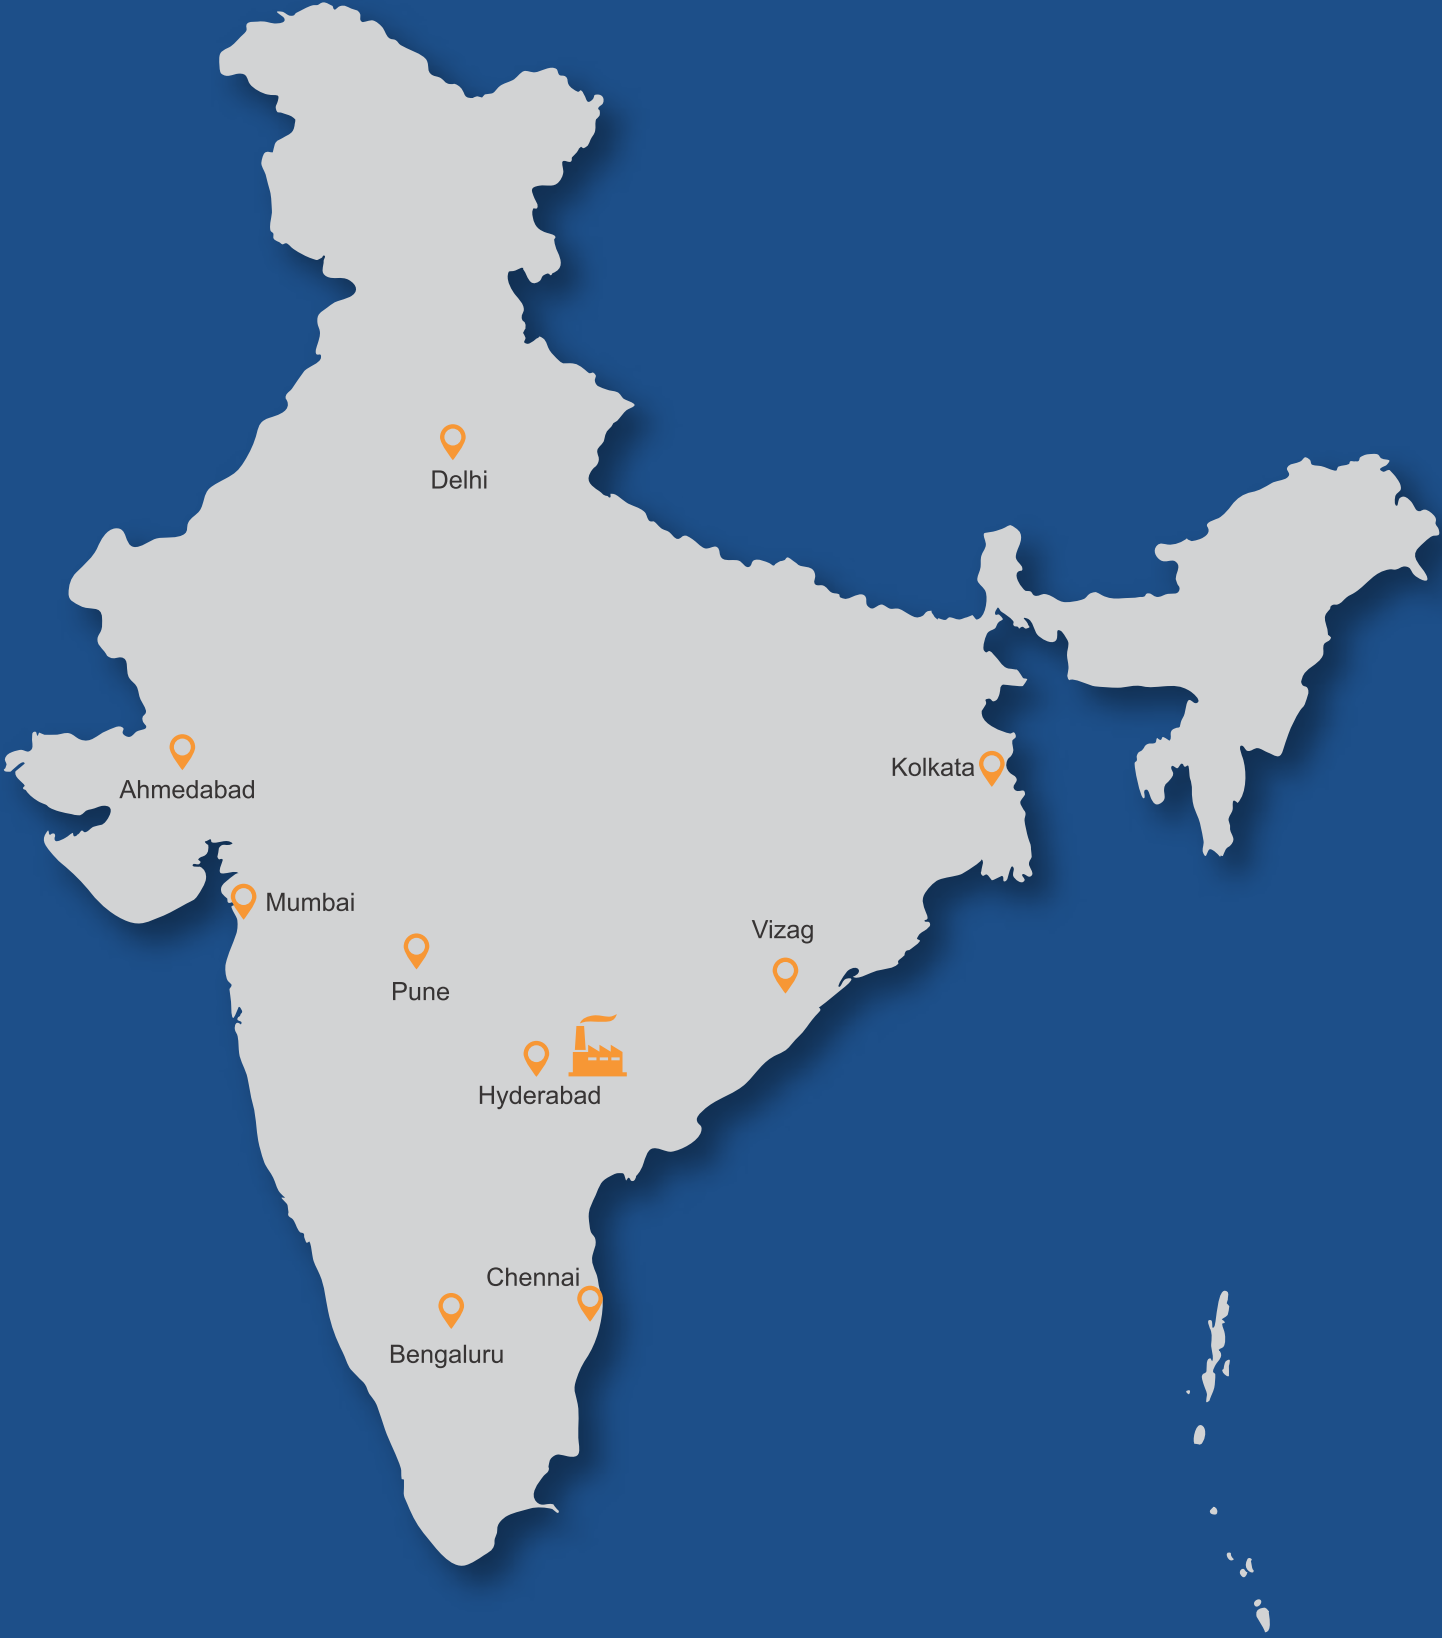 Delhi
Ahmedabad
Kolkata
Mumbai
Vizag
Pune
Hyderabad
Chennai
Bengaluru